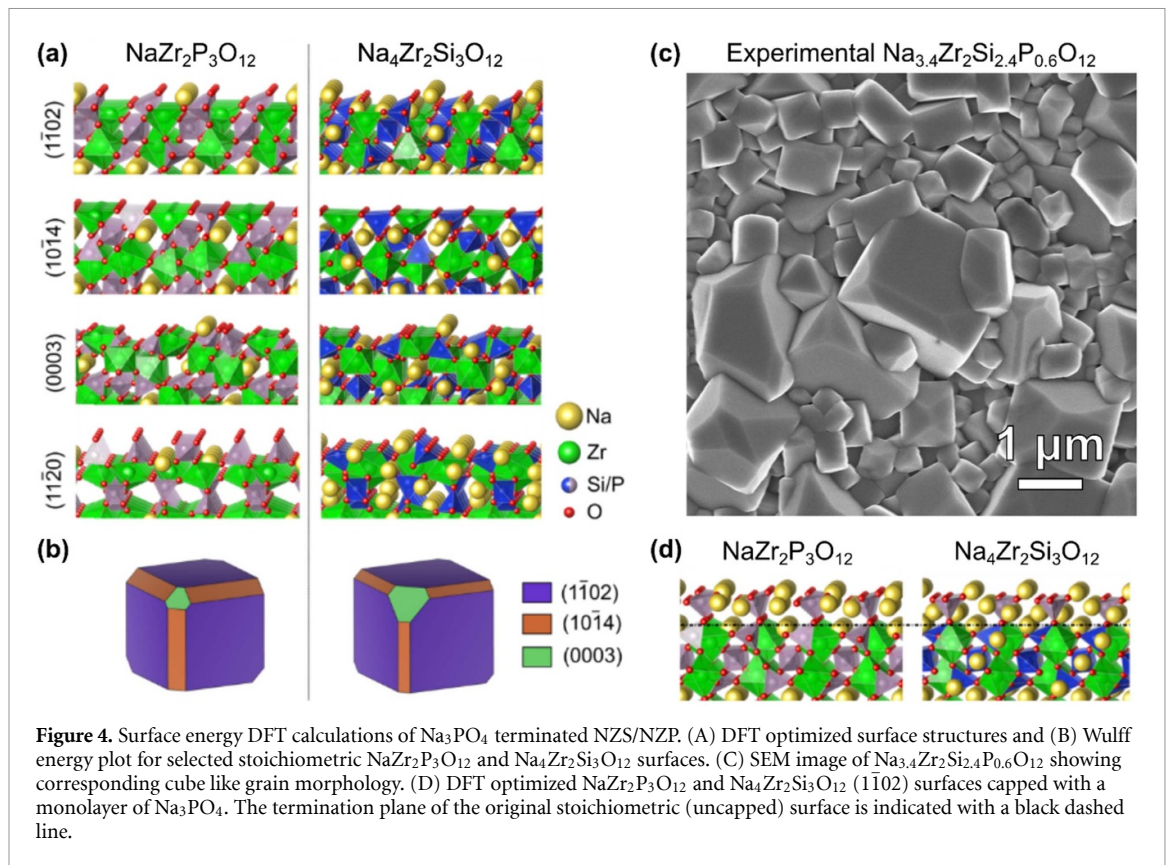 (a)
NaZr₂P₃O₁₂
Na₄Zr₂Si₃O₁₂
(11̄02)
(101̄4)
(0003)
(112̄0)
Na
Zr
Si/P
O
(b)
(11̄02)
(101̄4)
(0003)
(c)
Experimental Na₃.₄Zr₂Si₂.₄P₀.₆O₁₂
1 μm
(d)
NaZr₂P₃O₁₂
Na₄Zr₂Si₃O₁₂
Figure 4. Surface energy DFT calculations of Na₃PO₄ terminated NZS/NZP. (A) DFT optimized surface structures and (B) Wulff
energy plot for selected stoichiometric NaZr₂P₃O₁₂ and Na₄Zr₂Si₃O₁₂ surfaces. (C) SEM image of Na₃.₄Zr₂Si₂.₄P₀.₆O₁₂ showing
corresponding cube like grain morphology. (D) DFT optimized NaZr₂P₃O₁₂ and Na₄Zr₂Si₃O₁₂ (11̄02) surfaces capped with a
monolayer of Na₃PO₄. The termination plane of the original stoichiometric (uncapped) surface is indicated with a black dashed
line.